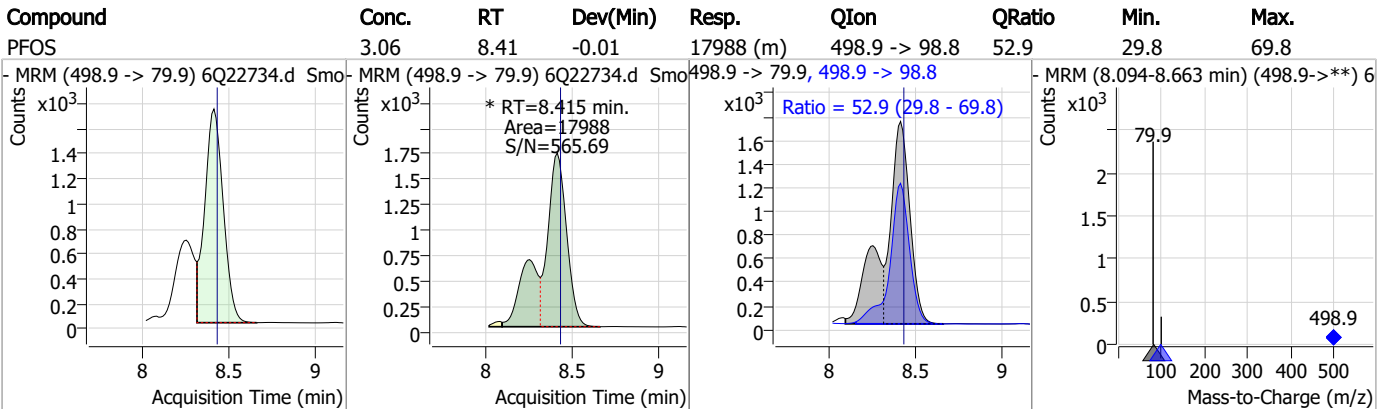 Compound Conc. RT Dev(Min) Resp. QIon QRatio Min. Max.
PFOS 3.06 8.41 -0.01 17988 (m) 498.9 -> 98.8 52.9 29.8 69.8
- MRM (498.9 -> 79.9) 6Q22734.d Smo
Counts
x10³
1.4
1.2
1
0.8
0.6
0.4
0.2
0
8 8.5 9
Acquisition Time (min)
- MRM (498.9 -> 79.9) 6Q22734.d Smo
Counts
x10³
* RT=8.415 min.
Area=17988
S/N=565.69
1.75
1.5
1.25
1
0.75
0.5
0.25
0
8 8.5 9
Acquisition Time (min)
498.9 -> 79.9, 498.9 -> 98.8
Counts
x10³
Ratio = 52.9 (29.8 - 69.8)
1.6
1.4
1.2
1
0.8
0.6
0.4
0.2
0
8 8.5 9
Acquisition Time (min)
- MRM (8.094-8.663 min) (498.9->**) 6
Counts
x10³
79.9
2
1.5
1
0.5
498.9
0
100 200 300 400 500
Mass-to-Charge (m/z)